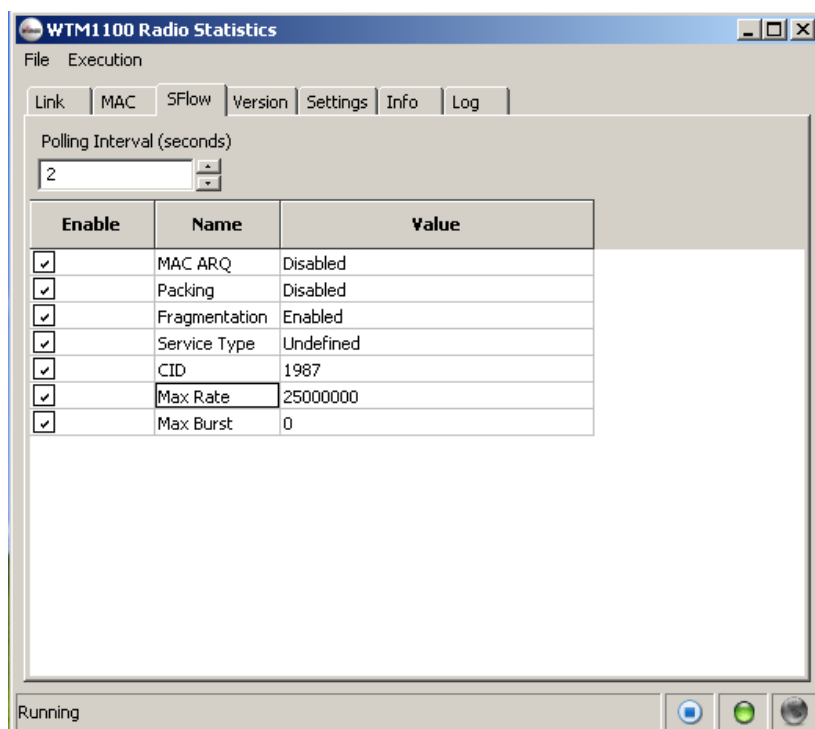 WTM1100 Radio Statistics
File Execution
Link MAC SFlow Version Settings Info Log
Polling Interval (seconds)
2
Enable Name Value
MAC ARQ Disabled
Packing Disabled
Fragmentation Enabled
Service Type Undefined
CID 1987
Max Rate 25000000
Max Burst 0
Running